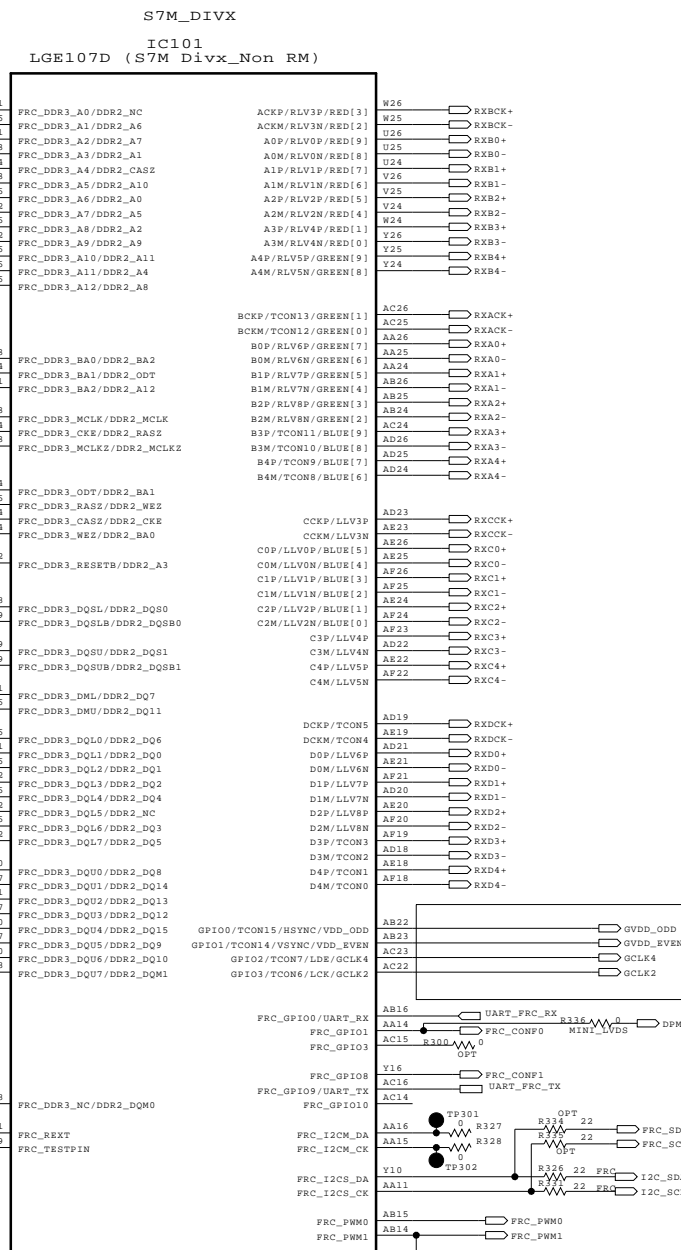 S7M_DIVX
IC101
LGE107D (S7M Divx_Non RM)
FRC_DDR3_A0/DDR2_NC ACKP/RLV3P/RED[3] W26 RXBCK+
FRC_DDR3_A1/DDR2_A6 ACKM/RLV3N/RED[2] W25 RXBCK-
FRC_DDR3_A2/DDR2_A7 A0P/RLV0P/RED[9] U26 RXB0+
FRC_DDR3_A3/DDR2_A1 A0M/RLV0N/RED[8] U25 RXB0-
FRC_DDR3_A4/DDR2_CASZ A1P/RLV1P/RED[7] U24 RXB1+
FRC_DDR3_A5/DDR2_A10 A1M/RLV1N/RED[6] V26 RXB1-
FRC_DDR3_A6/DDR2_A0 A2P/RLV2P/RED[5] V25 RXB2+
FRC_DDR3_A7/DDR2_A5 A2M/RLV2N/RED[4] V24 RXB2-
FRC_DDR3_A8/DDR2_A2 A3P/RLV4P/RED[1] W24 RXB3+
FRC_DDR3_A9/DDR2_A9 A3M/RLV4N/RED[0] Y26 RXB3-
FRC_DDR3_A10/DDR2_A11 A4P/RLV5P/GREEN[9] Y25 RXB4+
FRC_DDR3_A11/DDR2_A4 A4M/RLV5N/GREEN[8] Y24 RXB4-
FRC_DDR3_A12/DDR2_A8
BCKP/TCON13/GREEN[1] AC26 RXACK+
BCKM/TCON12/GREEN[0] AC25 RXACK-
B0P/RLV6P/GREEN[7] AA26 RXA0+
FRC_DDR3_BA0/DDR2_BA2 B0M/RLV6N/GREEN[6] AA25 RXA0-
FRC_DDR3_BA1/DDR2_ODT B1P/RLV7P/GREEN[5] AA24 RXA1+
FRC_DDR3_BA2/DDR2_A12 B1M/RLV7N/GREEN[4] AB26 RXA1-
B2P/RLV8P/GREEN[3] AB25 RXA2+
FRC_DDR3_MCLK/DDR2_MCLK B2M/RLV8N/GREEN[2] AB24 RXA2-
FRC_DDR3_CKE/DDR2_RASZ B3P/TCON11/BLUE[9] AC24 RXA3+
FRC_DDR3_MCLKZ/DDR2_MCLKZ B3M/TCON10/BLUE[8] AD26 RXA3-
B4P/TCON9/BLUE[7] AD25 RXA4+
B4M/TCON8/BLUE[6] AD24 RXA4-
FRC_DDR3_ODT/DDR2_BA1
FRC_DDR3_RASZ/DDR2_WEZ
FRC_DDR3_CASZ/DDR2_CKE CCKP/LLV3P AD23 RXCCK+
FRC_DDR3_WEZ/DDR2_BA0 CCKM/LLV3N AE23 RXCCK-
C0P/LLV0P/BLUE[5] AE26 RXC0+
FRC_DDR3_RESETB/DDR2_A3 C0M/LLV0N/BLUE[4] AE25 RXC0-
C1P/LLV1P/BLUE[3] AF26 RXC1+
C1M/LLV1N/BLUE[2] AF25 RXC1-
FRC_DDR3_DQSL/DDR2_DQS0 C2P/LLV2P/BLUE[1] AE24 RXC2+
FRC_DDR3_DQSLB/DDR2_DQSB0 C2M/LLV2N/BLUE[0] AF24 RXC2-
C3P/LLV4P AF23 RXC3+
FRC_DDR3_DQSU/DDR2_DQS1 C3M/LLV4N AD22 RXC3-
FRC_DDR3_DQSUB/DDR2_DQSB1 C4P/LLV5P AE22 RXC4+
C4M/LLV5N AF22 RXC4-
FRC_DDR3_DML/DDR2_DQ7
FRC_DDR3_DMU/DDR2_DQ11
DCKP/TCON5 AD19 RXDCK+
FRC_DDR3_DQL0/DDR2_DQ6 DCKM/TCON4 AE19 RXDCK-
FRC_DDR3_DQL1/DDR2_DQ0 D0P/LLV6P AD21 RXD0+
FRC_DDR3_DQL2/DDR2_DQ1 D0M/LLV6N AE21 RXD0-
FRC_DDR3_DQL3/DDR2_DQ2 D1P/LLV7P AF21 RXD1+
FRC_DDR3_DQL4/DDR2_DQ4 D1M/LLV7N AD20 RXD1-
FRC_DDR3_DQL5/DDR2_NC D2P/LLV8P AE20 RXD2+
FRC_DDR3_DQL6/DDR2_DQ3 D2M/LLV8N AF20 RXD2-
FRC_DDR3_DQL7/DDR2_DQ5 D3P/TCON3 AF19 RXD3+
D3M/TCON2 AD18 RXD3-
FRC_DDR3_DQU0/DDR2_DQ8 D4P/TCON1 AE18 RXD4+
FRC_DDR3_DQU1/DDR2_DQ14 D4M/TCON0 AF18 RXD4-
FRC_DDR3_DQU2/DDR2_DQ13
FRC_DDR3_DQU3/DDR2_DQ12
FRC_DDR3_DQU4/DDR2_DQ15 GPIO0/TCON15/HSYNC/VDD_ODD AB22 GVDD_ODD
FRC_DDR3_DQU5/DDR2_DQ9 GPIO1/TCON14/VSYNC/VDD_EVEN AB23 GVDD_EVEN
FRC_DDR3_DQU6/DDR2_DQ10 GPIO2/TCON7/LDE/GCLK4 AC23 GCLK4
FRC_DDR3_DQU7/DDR2_DQM1 GPIO3/TCON6/LCK/GCLK2 AC22 GCLK2
FRC_GPIO0/UART_RX AB16 UART_FRC_RX
FRC_GPIO1 AA14 FRC_CONF0 R336 0 MINI_LVDS DPM
FRC_GPIO3 AC15 R300 0
OPT
FRC_GPIO8 Y16 FRC_CONF1
FRC_GPIO9/UART_TX AC16 UART_FRC_TX
FRC_DDR3_NC/DDR2_DQM0 FRC_GPIO10 AC14
TP301 OPT
FRC_REXT FRC_I2CM_DA AA16 0 R327 R334 22 FRC_SD
FRC_TESTPIN FRC_I2CM_CK AA15 R328 0 R335 22 FRC_SC
TP302 OPT
FRC_I2CS_DA Y10 R326 22 FRC I2C_SD
FRC_I2CS_CK AA11 R331 22 FRC I2C_SC
FRC_PWM0 AB15 FRC_PWM0
FRC_PWM1 AB14 FRC_PWM1